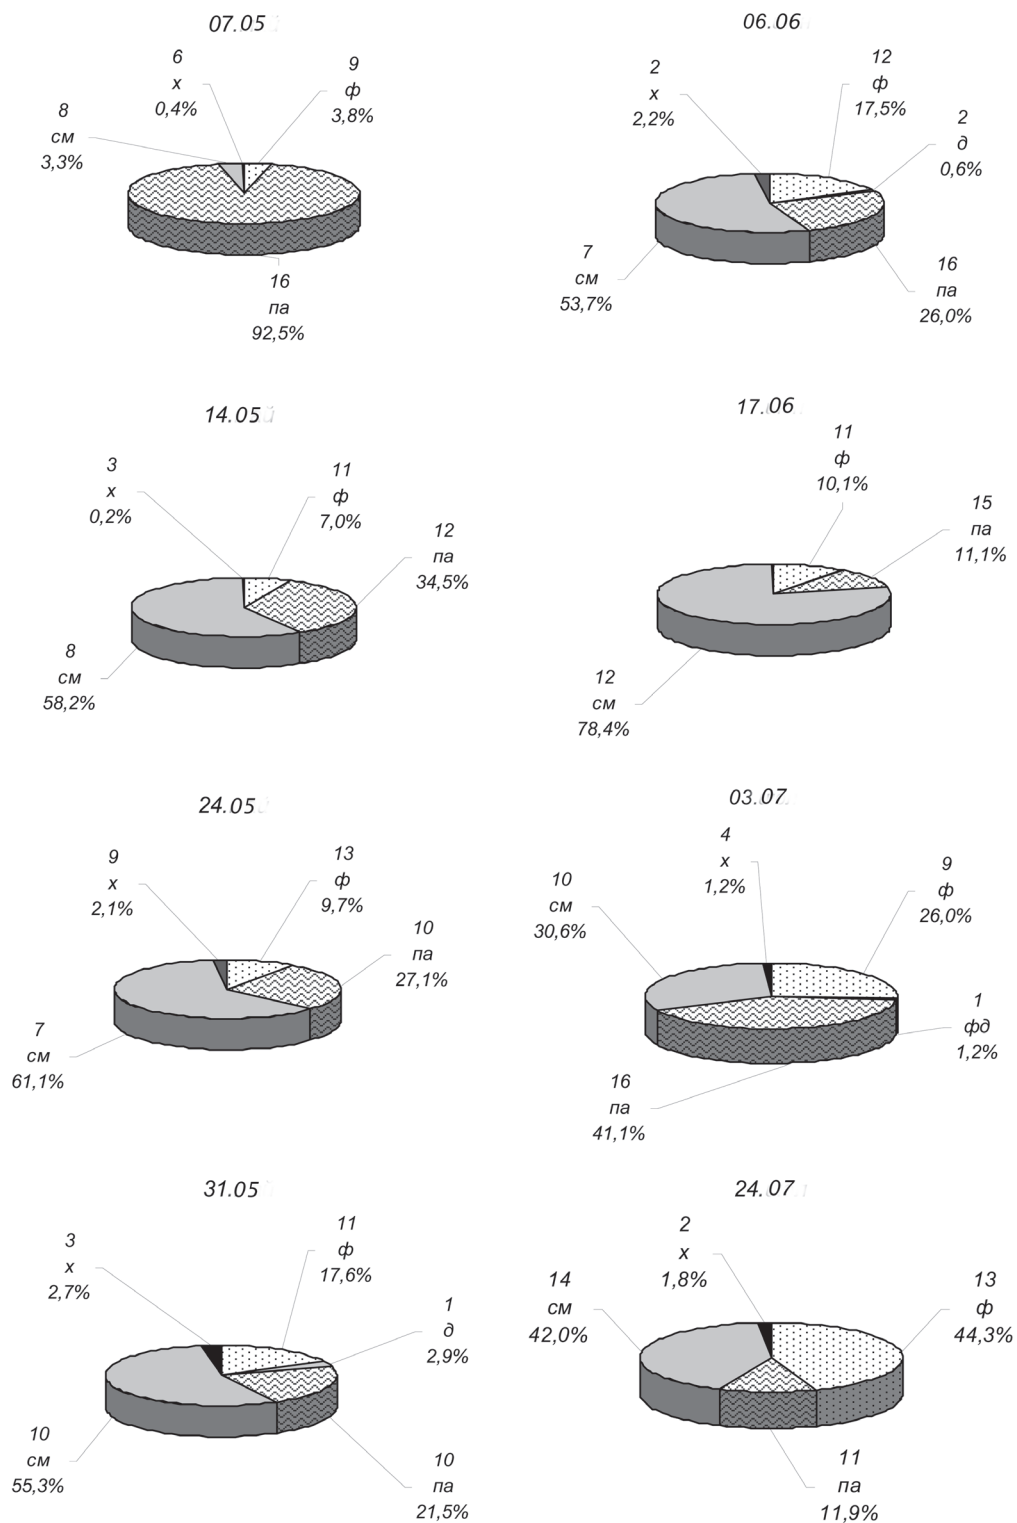 07.05
6
х
0,4%
9
ф
3,8%
8
см
3,3%
16
па
92,5%
06.06
2
х
2,2%
12
ф
17,5%
2
д
0,6%
7
см
53,7%
16
па
26,0%
14.05
3
х
0,2%
11
ф
7,0%
12
па
34,5%
8
см
58,2%
17.06
11
ф
10,1%
15
па
11,1%
12
см
78,4%
24.05
9
х
2,1%
13
ф
9,7%
10
па
27,1%
7
см
61,1%
03.07
4
х
1,2%
9
ф
26,0%
10
см
30,6%
1
фд
1,2%
16
па
41,1%
31.05
3
х
2,7%
11
ф
17,6%
1
д
2,9%
10
см
55,3%
10
па
21,5%
24.07
2
х
1,8%
14
см
42,0%
13
ф
44,3%
11
па
11,9%